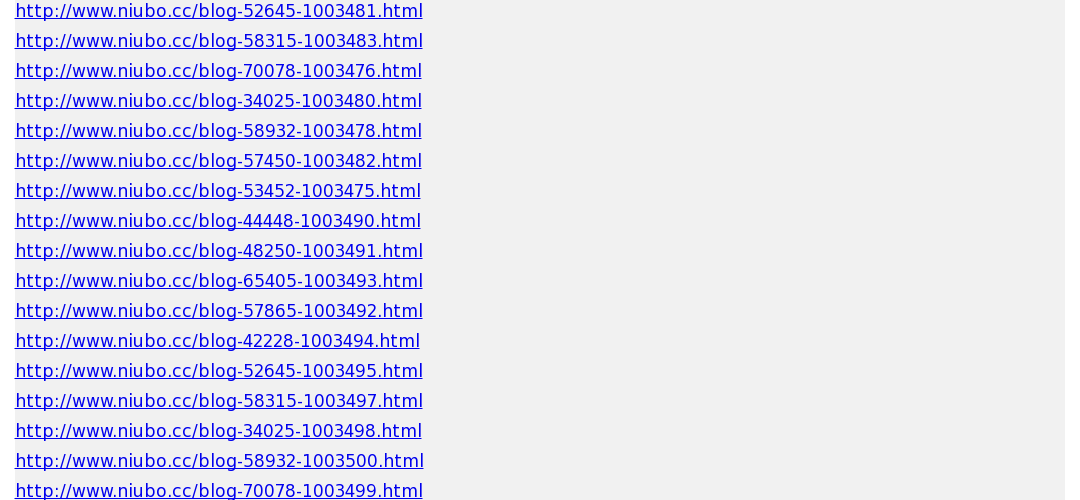 http://www.niubo.cc/blog-52645-1003481.html
http://www.niubo.cc/blog-58315-1003483.html
http://www.niubo.cc/blog-70078-1003476.html
http://www.niubo.cc/blog-34025-1003480.html
http://www.niubo.cc/blog-58932-1003478.html
http://www.niubo.cc/blog-57450-1003482.html
http://www.niubo.cc/blog-53452-1003475.html
http://www.niubo.cc/blog-44448-1003490.html
http://www.niubo.cc/blog-48250-1003491.html
http://www.niubo.cc/blog-65405-1003493.html
http://www.niubo.cc/blog-57865-1003492.html
http://www.niubo.cc/blog-42228-1003494.html
http://www.niubo.cc/blog-52645-1003495.html
http://www.niubo.cc/blog-58315-1003497.html
http://www.niubo.cc/blog-34025-1003498.html
http://www.niubo.cc/blog-58932-1003500.html
http://www.niubo.cc/blog-70078-1003499.html